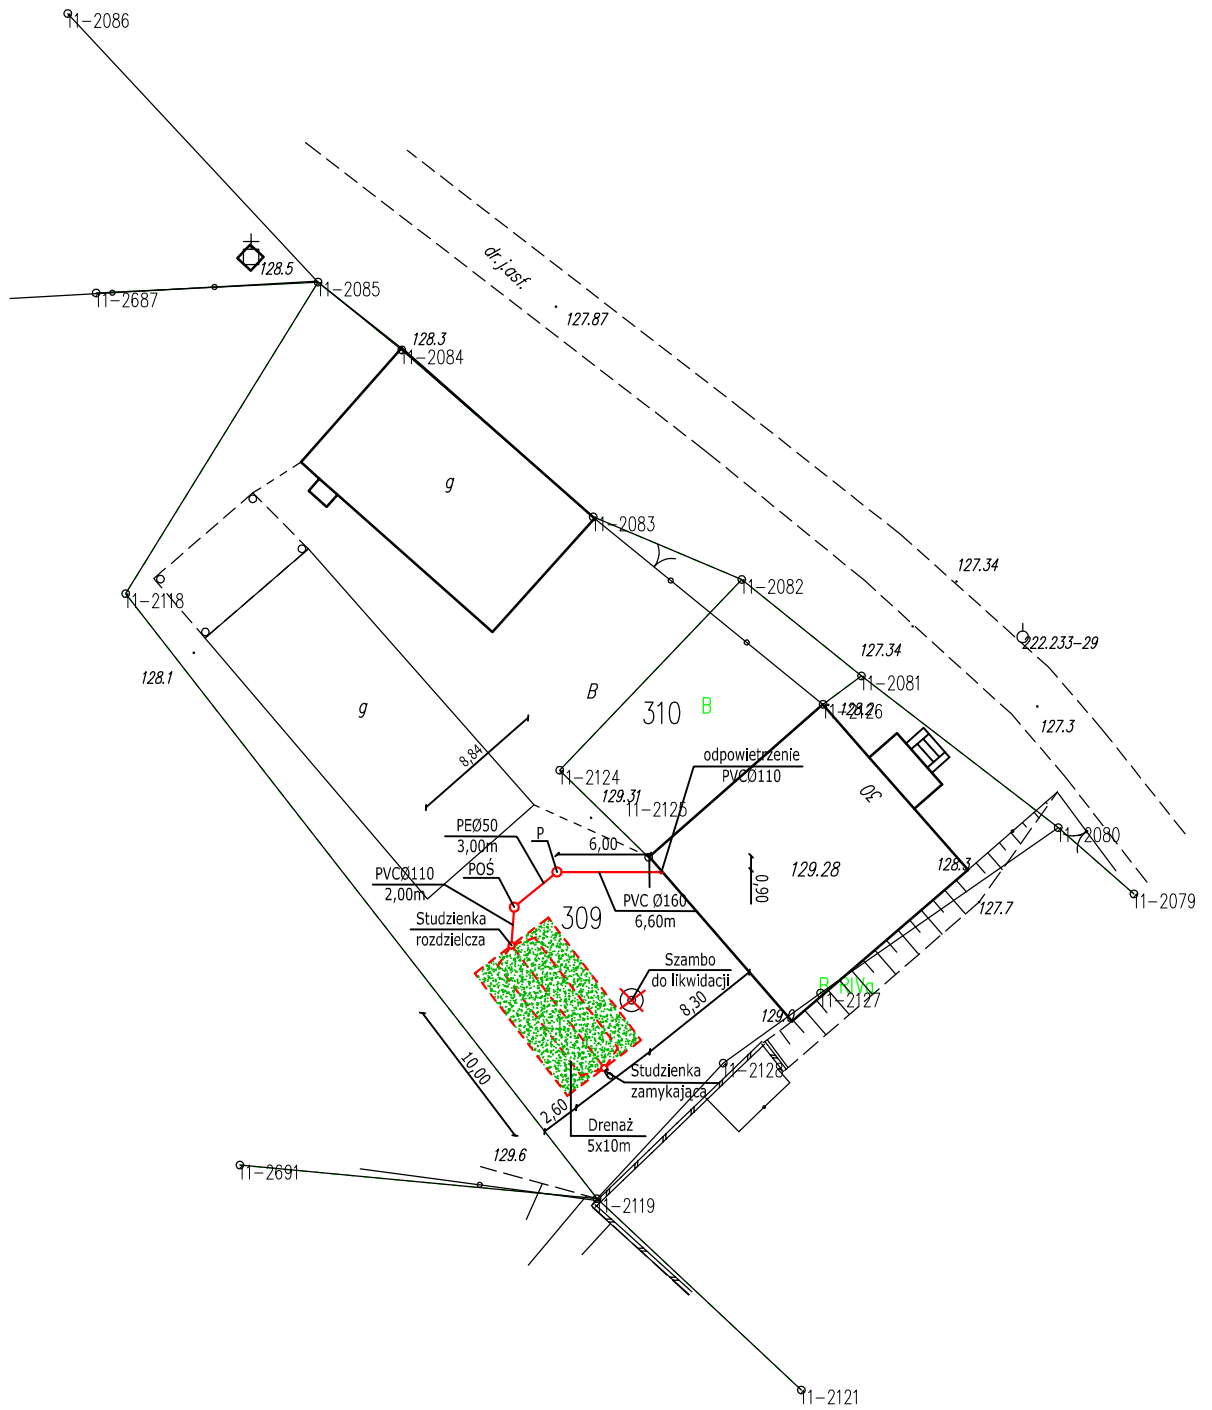 11-2086
128.5
11-2085
11-2687
dr.j.asf.
127.87
128.3
11-2084
g
11-2083
127.34
11-2082
11-2118
222.233-29
127.34
128.1
11-2081
B
g
310
B
128.2
11-2126
127.3
8,84
odpowietrzenie
PVCØ110
11-2124
30
129.31
11-2125
PEØ50
3,00m
P
6,00
11-2080
POŚ
129.28
128.3
PVCØ110
2,00m
0,90
PVC Ø160
6,60m
127.7
11-2079
Studzienka
rozdzielcza
309
Szambo
do likwidacji
B RIVa
11-2127
8,30
129.0
10,00
Studzienka
zamykająca
11-2128
2,60
Drenaż
5x10m
129.6
11-2691
11-2119
11-2121